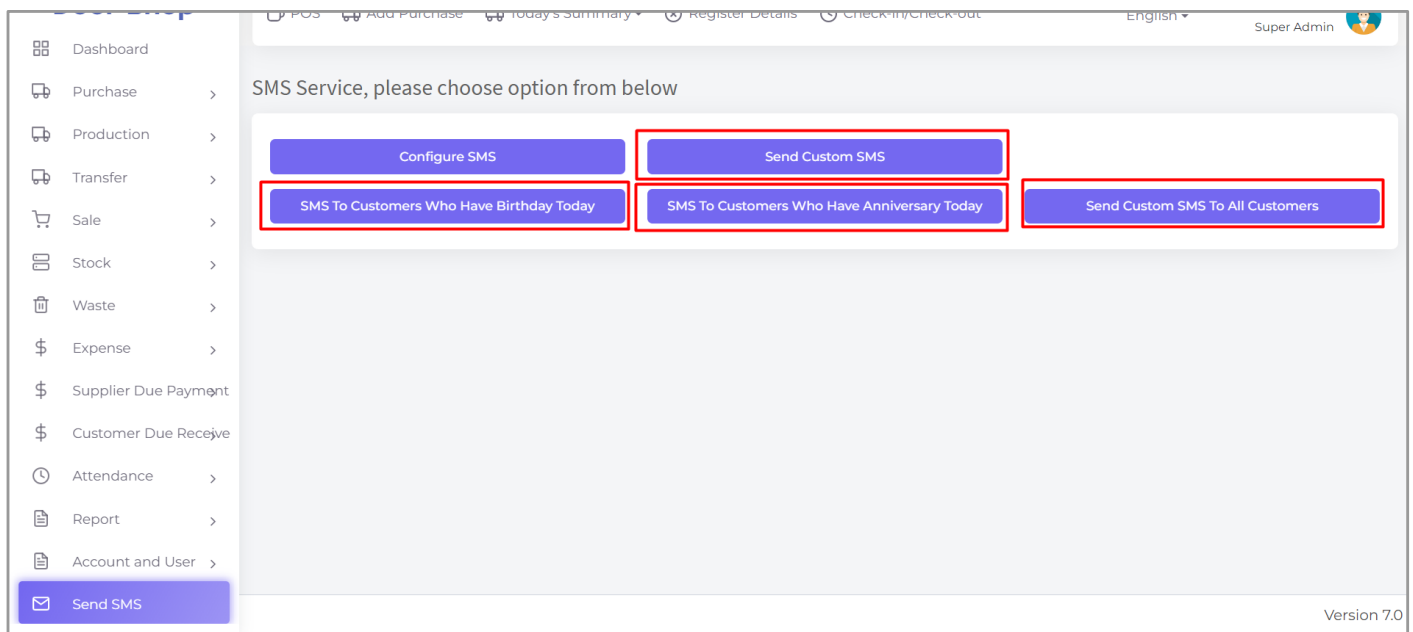 POS Add Purchase Today's Summary Register Details Check-in/Check-out English
Super Admin
Dashboard
Purchase
Production
Transfer
Sale
Stock
Waste
Expense
Supplier Due Payment
Customer Due Receive
Attendance
Report
Account and User
Send SMS
SMS Service, please choose option from below
Configure SMS Send Custom SMS
SMS To Customers Who Have Birthday Today SMS To Customers Who Have Anniversary Today Send Custom SMS To All Customers
Version 7.0